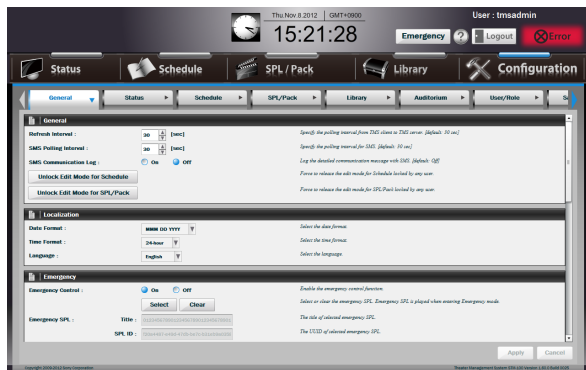 Thu.Nov.8.2012 GMT+0900
15:21:28
User : tmsadmin
Emergency ? Logout Error
Status Schedule SPL / Pack Library Configuration
General Status Schedule SPL/Pack Library Auditorium User/Role
General
Refresh Interval : 30 [sec] Specify the polling interval from TMS client to TMS server. [default: 30 sec]
SMS Polling Interval : 30 [sec] Specify the polling interval for SMS. [default: 30 sec]
SMS Communication Log : On Off Log the detailed communication message with SMS. [default: Off]
Unlock Edit Mode for Schedule Force to release the edit mode for Schedule locked by any user.
Unlock Edit Mode for SPL/Pack Force to release the edit mode for SPL/Pack locked by any user.
Localization
Date Format : MMM DD YYYY Select the date format.
Time Format : 24-hour Select the time format.
Language : English Select the language.
Emergency
Emergency Control : On Off Enable the emergency control function.
Select Clear Select or clear the emergency SPL. Emergency SPL is played when entering Emergency mode.
Emergency SPL : Title : The title of selected emergency SPL.
SPL ID : The UUID of selected emergency SPL.
Apply Cancel
Copyright 2009,2012 Sony Corporation